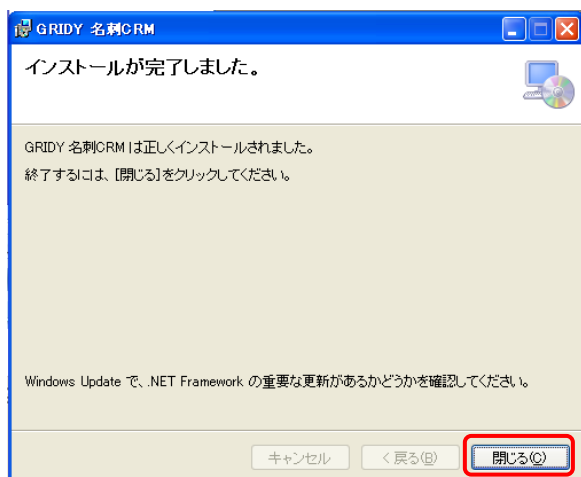 GRIDY 名刺CRM
インストールが完了しました。
GRIDY 名刺CRM は正しくインストールされました。
終了するには、[閉じる]をクリックしてください。
Windows Update で、.NET Framework の重要な更新があるかどうかを確認してください。
キャンセル
< 戻る(B)
閉じる(C)